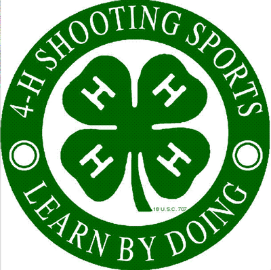 4-H SHOOTING SPORTS
H H
H H
18 U.S.C. 707
LEARN BY DOING